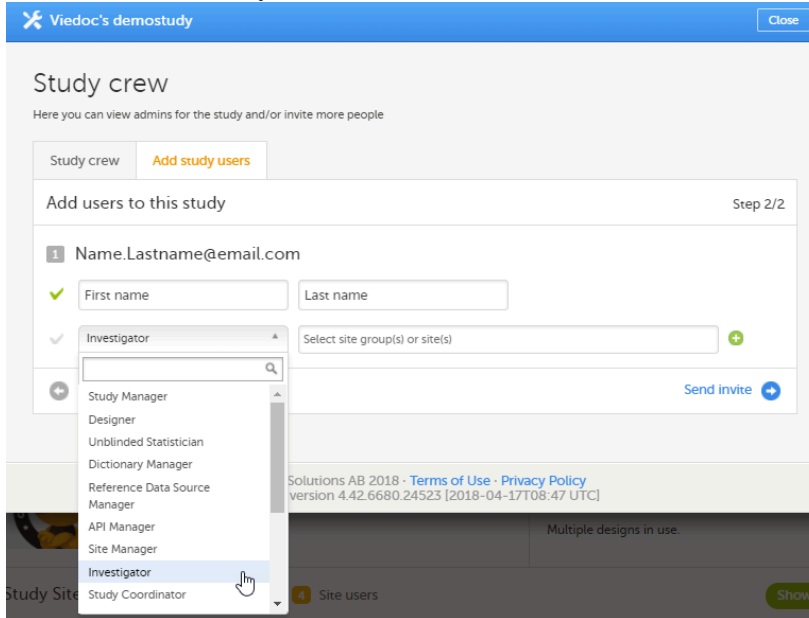 Viedoc's demostudy
Close
Study crew
Here you can view admins for the study and/or invite more people
Study crew
Add study users
Add users to this study
Step 2/2
1 Name.Lastname@email.com
First name
Last name
Investigator
Select site group(s) or site(s)
Send invite
Study Manager
Designer
Unblinded Statistician
Dictionary Manager
Reference Data Source
Manager
API Manager
Site Manager
Investigator
Study Coordinator
Solutions AB 2018 · Terms of Use · Privacy Policy
version 4.42.6680.24523 [2018-04-17T08:47 UTC]
Multiple designs in use.
Study Site
4 Site users
Show